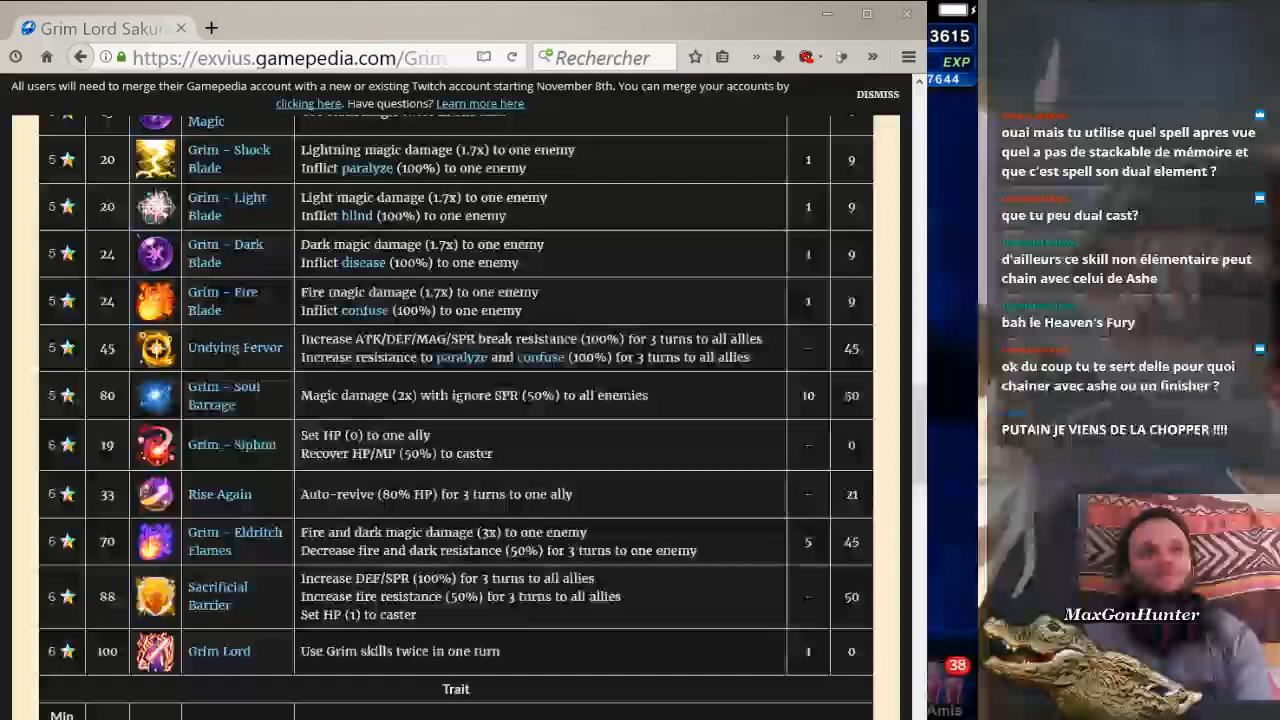 Grim Lord Sakur
https://exvius.gamepedia.com/Grim
Rechercher
All users will need to merge their Gamepedia account with a new or existing Twitch account starting November 8th. You can merge your accounts by
clicking here. Have questions? Learn more here
DISMISS
Magic
5 20 Grim - Shock Blade Lightning magic damage (1.7x) to one enemy 1 9
Inflict paralyze (100%) to one enemy
5 20 Grim - Light Blade Light magic damage (1.7x) to one enemy 1 9
Inflict blind (100%) to one enemy
5 24 Grim - Dark Blade Dark magic damage (1.7x) to one enemy 1 9
Inflict disease (100%) to one enemy
5 24 Grim - Fire Blade Fire magic damage (1.7x) to one enemy 1 9
Inflict confuse (100%) to one enemy
5 45 Undying Fervor Increase ATK/DEF/MAG/SPR break resistance (100%) for 3 turns to all allies - 45
Increase resistance to paralyze and confuse (100%) for 3 turns to all allies
5 80 Grim - Soul Barrage Magic damage (2x) with ignore SPR (50%) to all enemies 10 50
6 19 Grim - Siphon Set HP (0) to one ally - 0
Recover HP/MP (50%) to caster
6 33 Rise Again Auto-revive (80% HP) for 3 turns to one ally - 21
6 70 Grim - Eldritch Flames Fire and dark magic damage (3x) to one enemy 5 45
Decrease fire and dark resistance (50%) for 3 turns to one enemy
6 88 Sacrificial Barrier Increase DEF/SPR (100%) for 3 turns to all allies - 50
Increase fire resistance (50%) for 3 turns to all allies
Set HP (1) to caster
6 100 Grim Lord Use Grim skills twice in one turn 1 0
Trait
Min
3615
EXP
7644
38
Amis
ouai mais tu utilise quel spell apres vue
quel a pas de stackable de mémoire et
que c'est spell son dual element ?
que tu peu dual cast?
d'ailleurs ce skill non élémentaire peut
chain avec celui de Ashe
bah le Heaven's Fury
ok du coup tu te sert delle pour quoi
chainer avec ashe ou un finisher ?
PUTAIN JE VIENS DE LA CHOPPER !!!!
MaxGonHunter